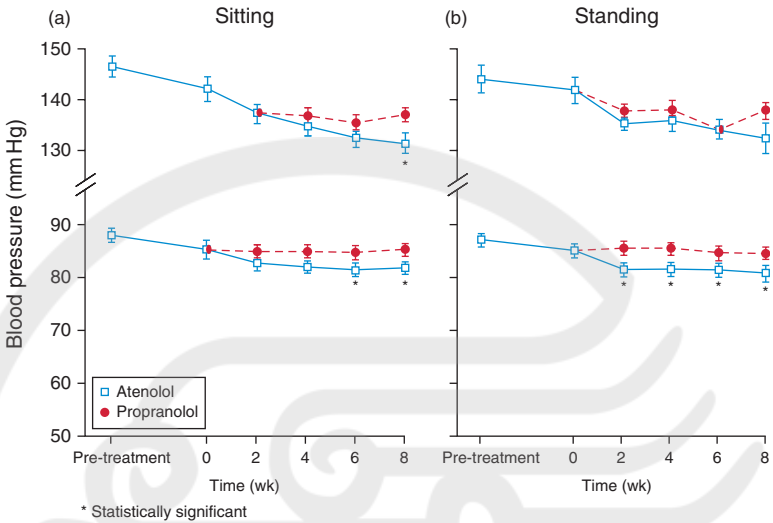 (a) Sitting
(b) Standing
Blood pressure (mm Hg)
150
140
130
90
80
70
60
50
Atenolol
Propranolol
Pre-treatment 0 2 4 6 8
Pre-treatment 0 2 4 6 8
Time (wk)
Time (wk)
*
* *
* * * *
* Statistically significant